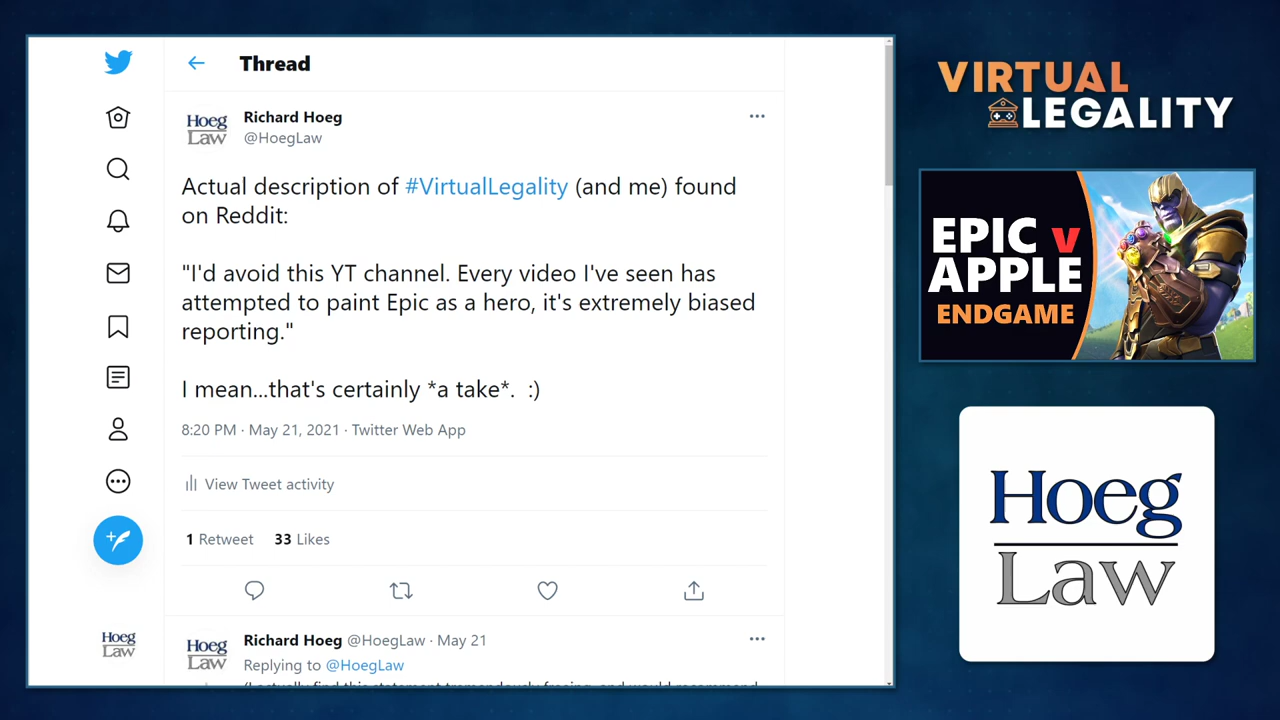 Thread
Hoeg
Law
Richard Hoeg
@HoegLaw
Actual description of #VirtualLegality (and me) found
on Reddit:
"I'd avoid this YT channel. Every video I've seen has
attempted to paint Epic as a hero, it's extremely biased
reporting."
I mean...that's certainly *a take*. :)
8:20 PM · May 21, 2021 · Twitter Web App
View Tweet activity
1 Retweet 33 Likes
Hoeg
Law
Hoeg
Law
Richard Hoeg @HoegLaw · May 21
Replying to @HoegLaw
VIRTUAL
LEGALITY
EPIC v
APPLE
ENDGAME
Hoeg
Law